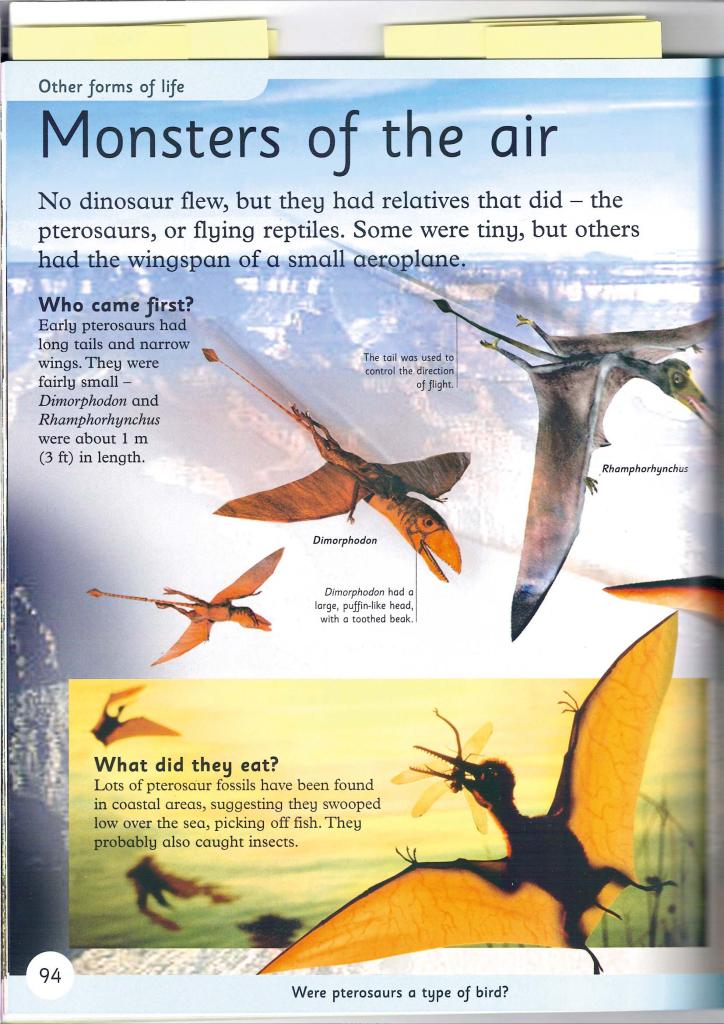 Other forms of life
Monsters of the air
No dinosaur flew, but they had relatives that did – the
pterosaurs, or flying reptiles. Some were tiny, but others
had the wingspan of a small aeroplane.
Who came first?
Early pterosaurs had
long tails and narrow
wings. They were
fairly small –
Dimorphodon and
Rhamphorhynchus
were about 1 m
(3 ft) in length.
The tail was used to
control the direction
of flight.
Rhamphorhynchus
Dimorphodon
Dimorphodon had a
large, puffin-like head,
with a toothed beak.
What did they eat?
Lots of pterosaur fossils have been found
in coastal areas, suggesting they swooped
low over the sea, picking off fish. They
probably also caught insects.
94
Were pterosaurs a type of bird?